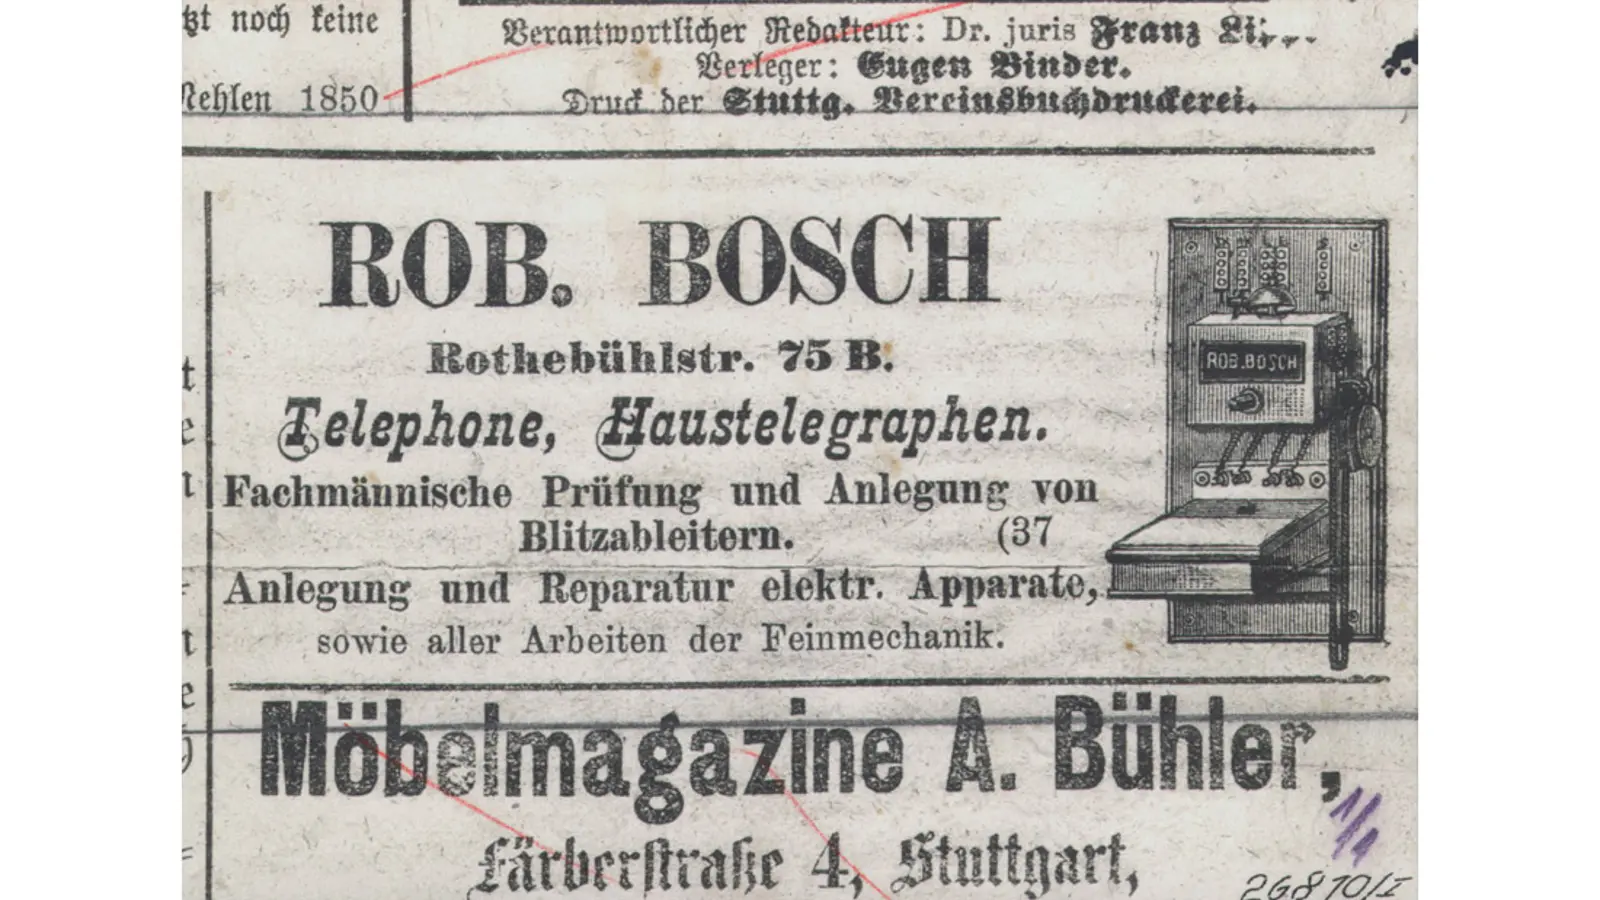 noch keine
Verantwortlicher Redakteur: Dr. juris Franz
Verleger: Eugen Binder.
Nehlen 1850
Druck der Stuttg. Vereinsbuchdruckerei.
ROB. BOSCH
Rothebühlstr. 75 B.
ROB. BOSCH
Telephone, Haustelegraphen.
Fachmännische Prüfung und Anlegung von
Blitzableitern. (37
Anlegung und Reparatur elektr. Apparate,
sowie aller Arbeiten der Feinmechanik.
Möbelmagazine A. Bühler,
1/1
Färberstraße 4, Stuttgart,
26810/I